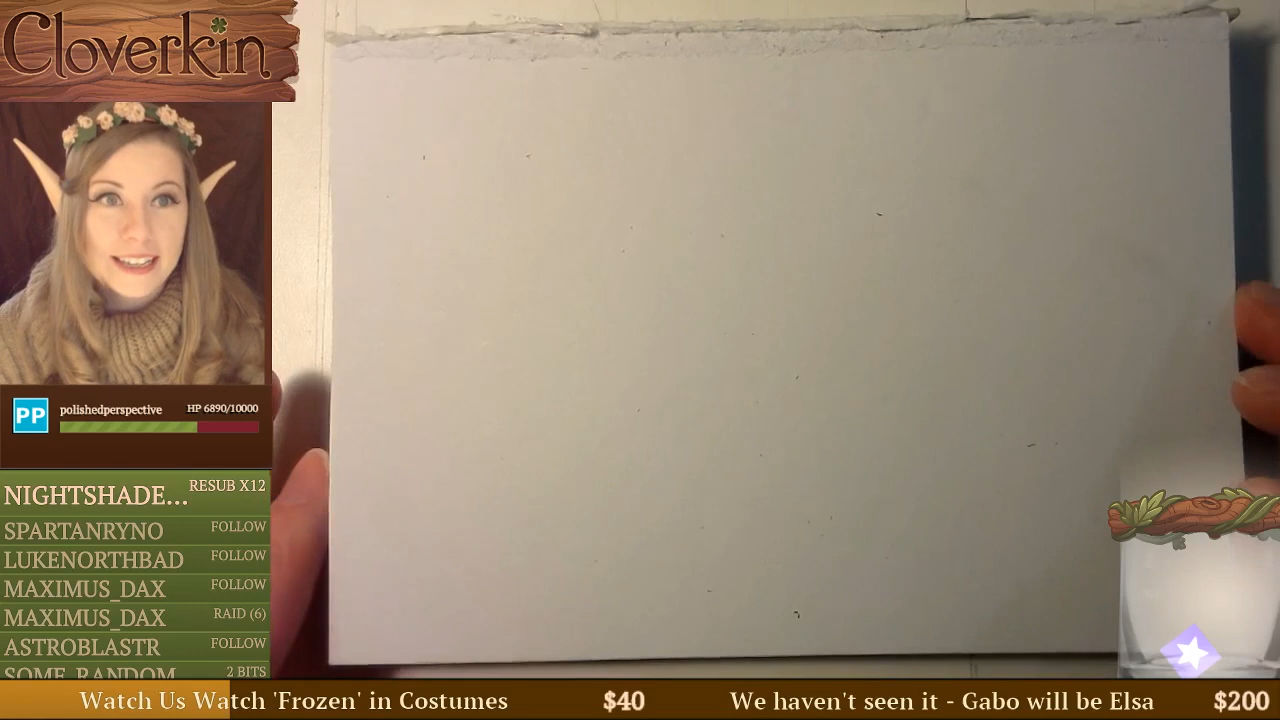 Cloverkin
PP
polishedperspective
HP 6890/10000
NIGHTSHADE... RESUB X12
SPARTANRYNO FOLLOW
LUKENORTHBAD FOLLOW
MAXIMUS_DAX FOLLOW
MAXIMUS_DAX RAID (6)
ASTROBLASTR FOLLOW
SOME_RANDOM 2 BITS
Watch Us Watch 'Frozen' in Costumes $40 We haven't seen it - Gabo will be Elsa $200